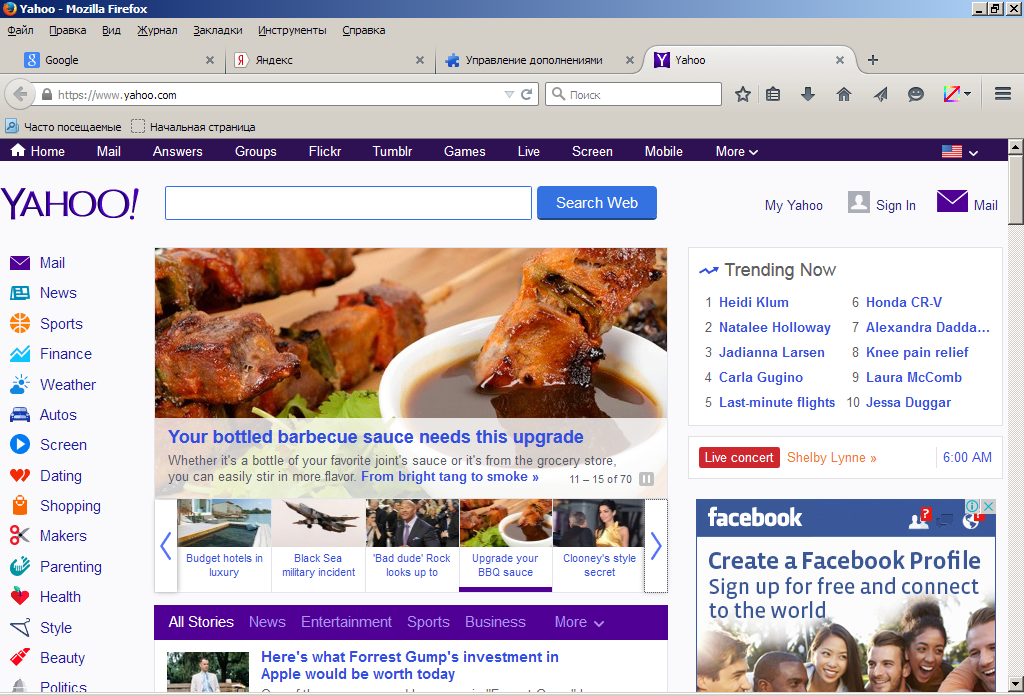 Yahoo - Mozilla Firefox
Файл Правка Вид Журнал Закладки Инструменты Справка
Google Яндекс Управление дополнениями Yahoo
https://www.yahoo.com Поиск
Часто посещаемые Начальная страница
Home Mail Answers Groups Flickr Tumblr Games Live Screen Mobile More
YAHOO! Search Web My Yahoo Sign In Mail
Mail
News
Sports
Finance
Weather
Autos
Screen
Dating
Shopping
Makers
Parenting
Health
Style
Beauty
Politics
Your bottled barbecue sauce needs this upgrade
Whether it's a bottle of your favorite joint's sauce or it's from the grocery store,
you can easily stir in more flavor. From bright tang to smoke »
11 – 15 of 70
Budget hotels in
luxury
Black Sea
military incident
'Bad dude' Rock
looks up to
Upgrade your
BBQ sauce
Clooney's style
secret
All Stories News Entertainment Sports Business More
Here's what Forrest Gump's investment in
Apple would be worth today
Trending Now
1 Heidi Klum
2 Natalee Holloway
3 Jadianna Larsen
4 Carla Gugino
5 Last-minute flights
6 Honda CR-V
7 Alexandra Dadda...
8 Knee pain relief
9 Laura McComb
10 Jessa Duggar
Live concert Shelby Lynne » 6:00 AM
facebook
Create a Facebook Profile
Sign up for free and connect
to the world